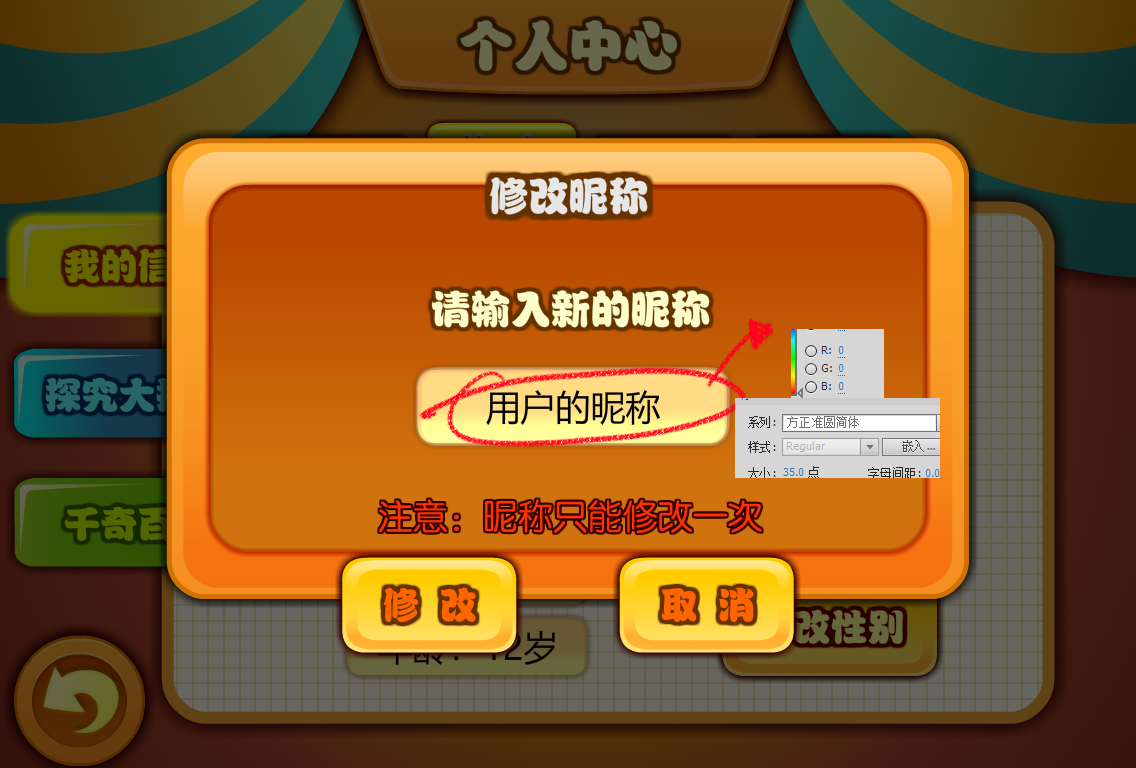 个人中心
修改昵称
我的信
请输入新的昵称
R: 0
G: 0
B: 0
用户的昵称
探究大
系列: 方正准圆简体
样式: Regular 嵌入...
大小: 35.0 点 字母间距: 0.0
注意：昵称只能修改一次
千奇百
修改 取消
改性别
年龄：12岁